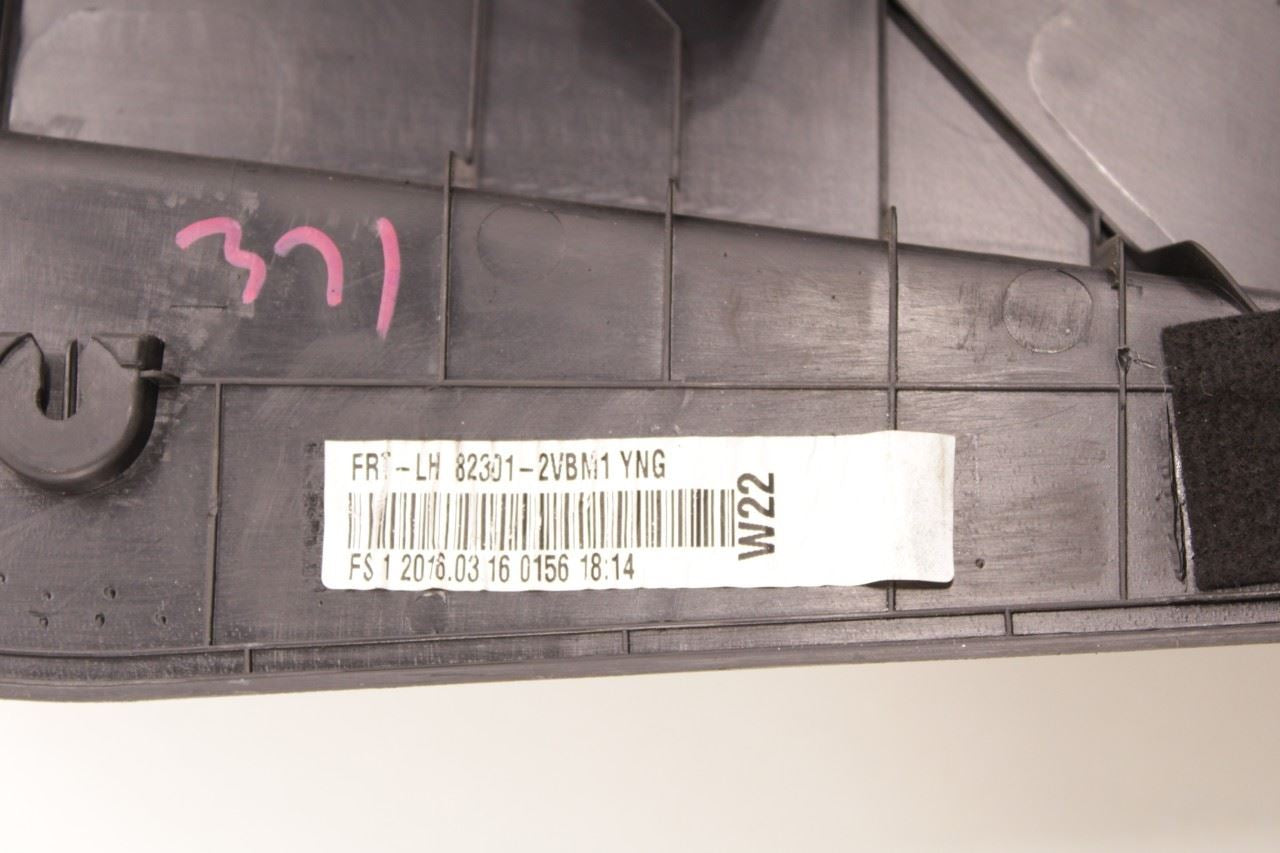 371
FRT-LH 82301-2VBM1 YNG
W22
FS 1 2016.03 16 0156 18:14